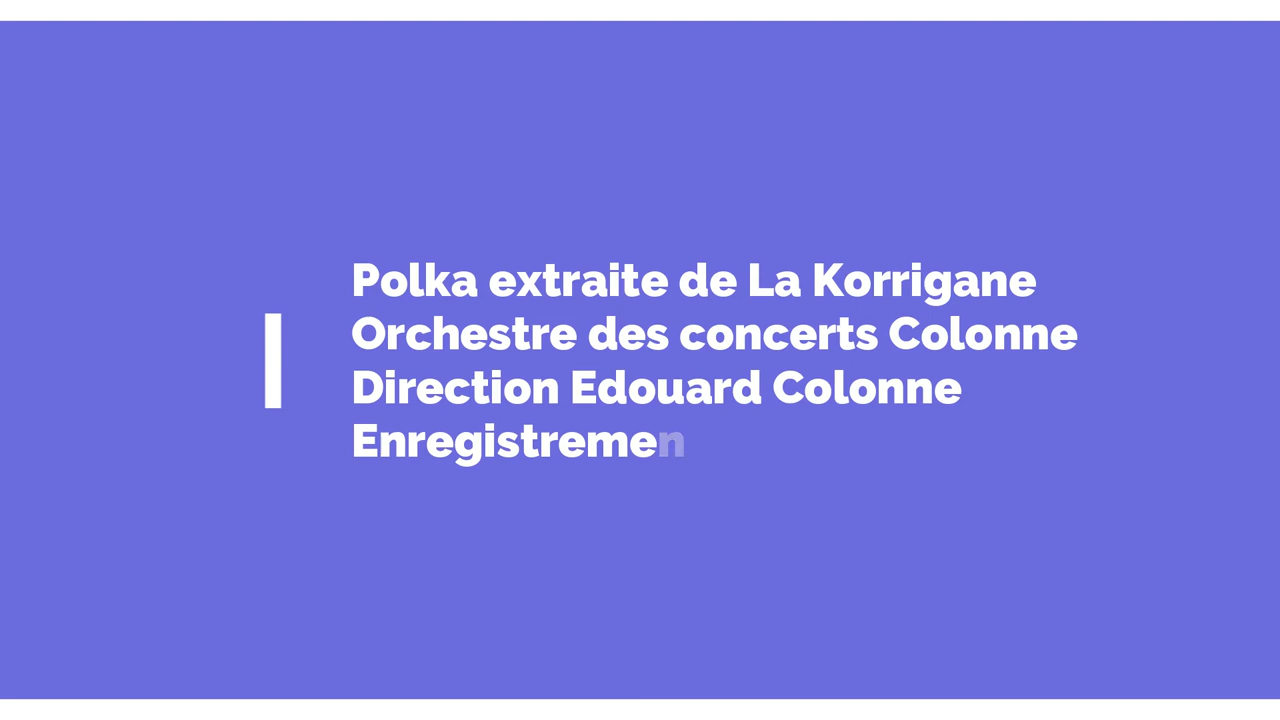 Polka extraite de La Korrigane
Orchestre des concerts Colonne
Direction Edouard Colonne
Enregistremen